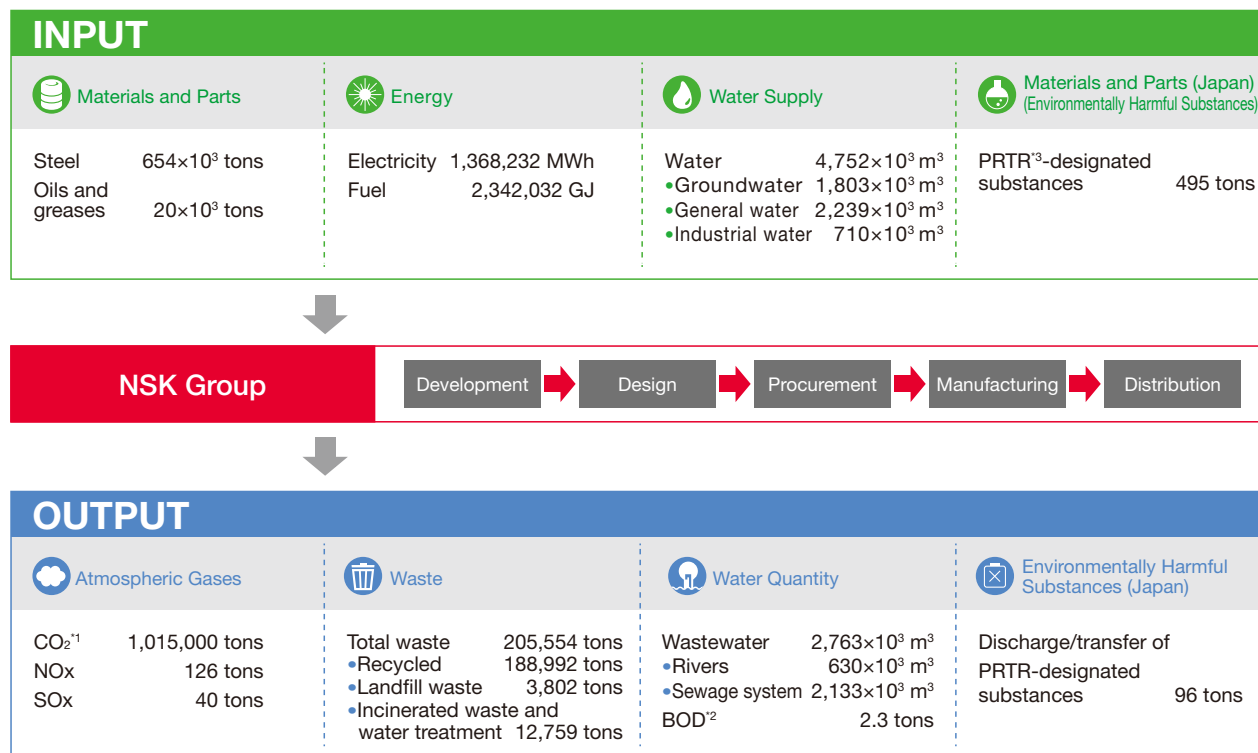 INPUT
Materials and Parts
Steel 654×10³ tons
Oils and
greases 20×10³ tons
Energy
Electricity 1,368,232 MWh
Fuel 2,342,032 GJ
Water Supply
Water 4,752×10³ m³
•Groundwater 1,803×10³ m³
•General water 2,239×10³ m³
•Industrial water 710×10³ m³
Materials and Parts (Japan)
(Environmentally Harmful Substances)
PRTR*³-designated
substances 495 tons
NSK Group
Development
Design
Procurement
Manufacturing
Distribution
OUTPUT
Atmospheric Gases
CO₂*¹ 1,015,000 tons
NOx 126 tons
SOx 40 tons
Waste
Total waste 205,554 tons
•Recycled 188,992 tons
•Landfill waste 3,802 tons
•Incinerated waste and
water treatment 12,759 tons
Water Quantity
Wastewater 2,763×10³ m³
•Rivers 630×10³ m³
•Sewage system 2,133×10³ m³
BOD*² 2.3 tons
Environmentally Harmful
Substances (Japan)
Discharge/transfer of
PRTR-designated
substances 96 tons